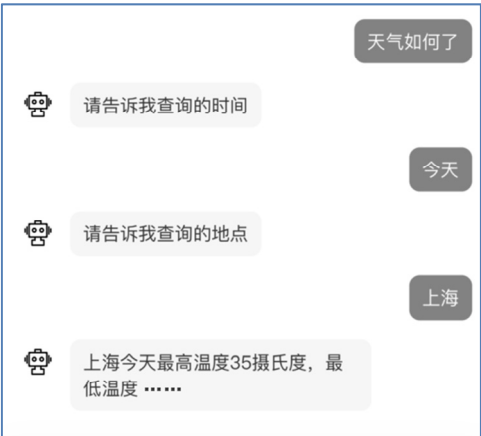 天气如何了
请告诉我查询的时间
今天
请告诉我查询的地点
上海
上海今天最高温度35摄氏度，最
低温度 ⋯⋯